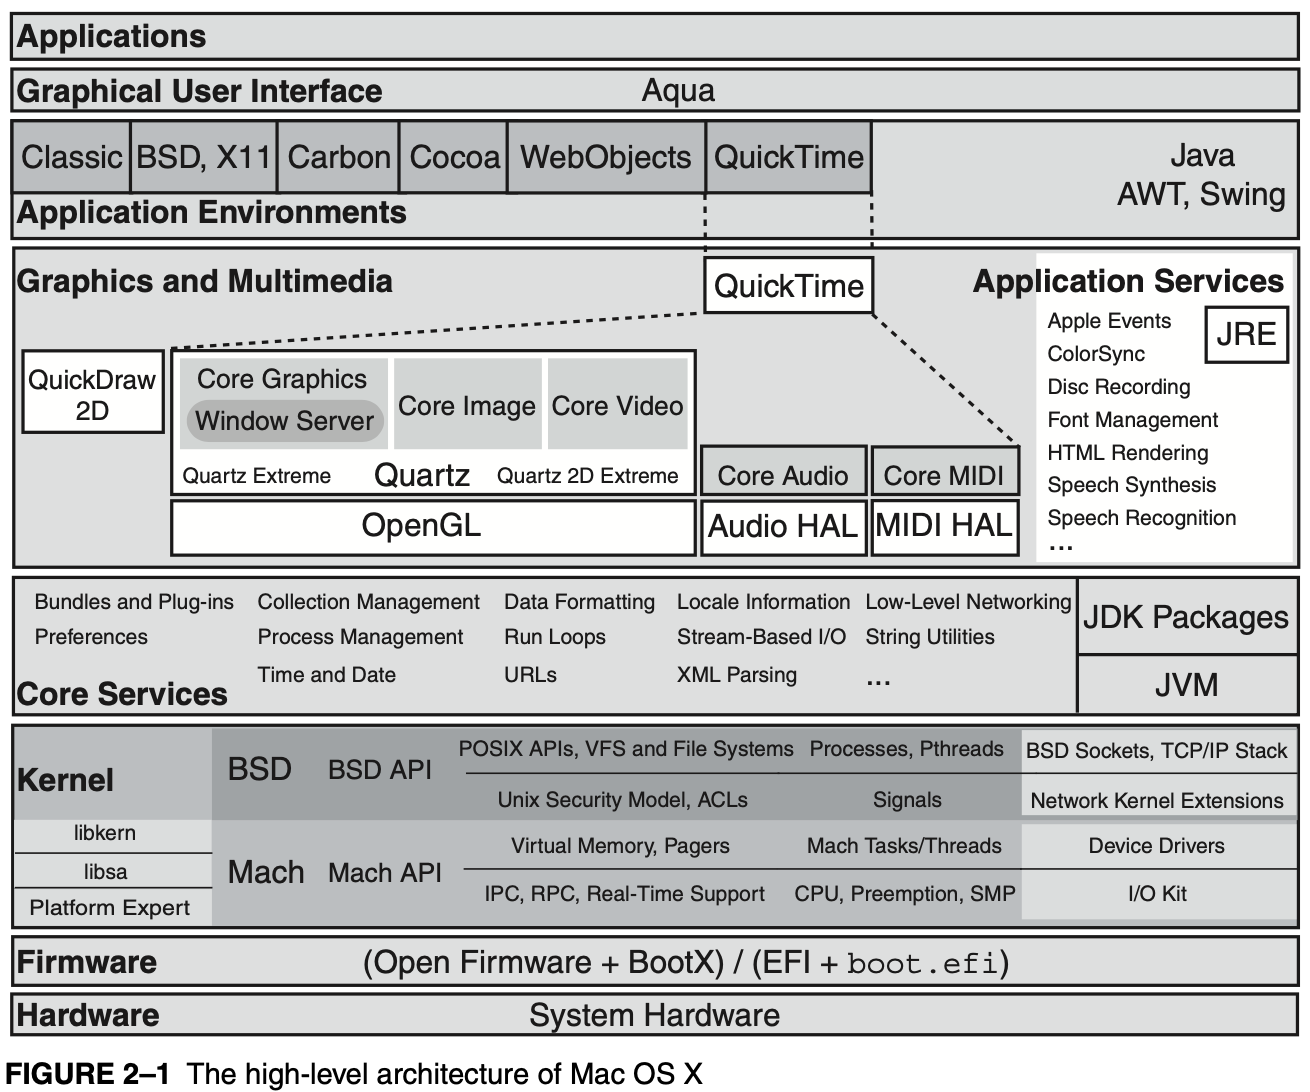 Applications
Graphical User Interface Aqua
Classic BSD, X11 Carbon Cocoa WebObjects QuickTime
Java
AWT, Swing
Application Environments
Graphics and Multimedia
QuickTime
Application Services
Apple Events
ColorSync
Disc Recording
Font Management
HTML Rendering
Speech Synthesis
Speech Recognition
...
JRE
QuickDraw
2D
Core Graphics
Window Server
Core Image
Core Video
Quartz Extreme Quartz Quartz 2D Extreme
Core Audio
Core MIDI
OpenGL
Audio HAL
MIDI HAL
Bundles and Plug-ins Collection Management Data Formatting Locale Information Low-Level Networking
Preferences Process Management Run Loops Stream-Based I/O String Utilities
Time and Date URLs XML Parsing ...
Core Services
JDK Packages
JVM
Kernel
BSD BSD API
POSIX APIs, VFS and File Systems Processes, Pthreads BSD Sockets, TCP/IP Stack
Unix Security Model, ACLs Signals Network Kernel Extensions
libkern
libsa
Platform Expert
Mach Mach API
Virtual Memory, Pagers Mach Tasks/Threads Device Drivers
IPC, RPC, Real-Time Support CPU, Preemption, SMP I/O Kit
Firmware (Open Firmware + BootX) / (EFI + boot.efi)
Hardware System Hardware
FIGURE 2–1 The high-level architecture of Mac OS X